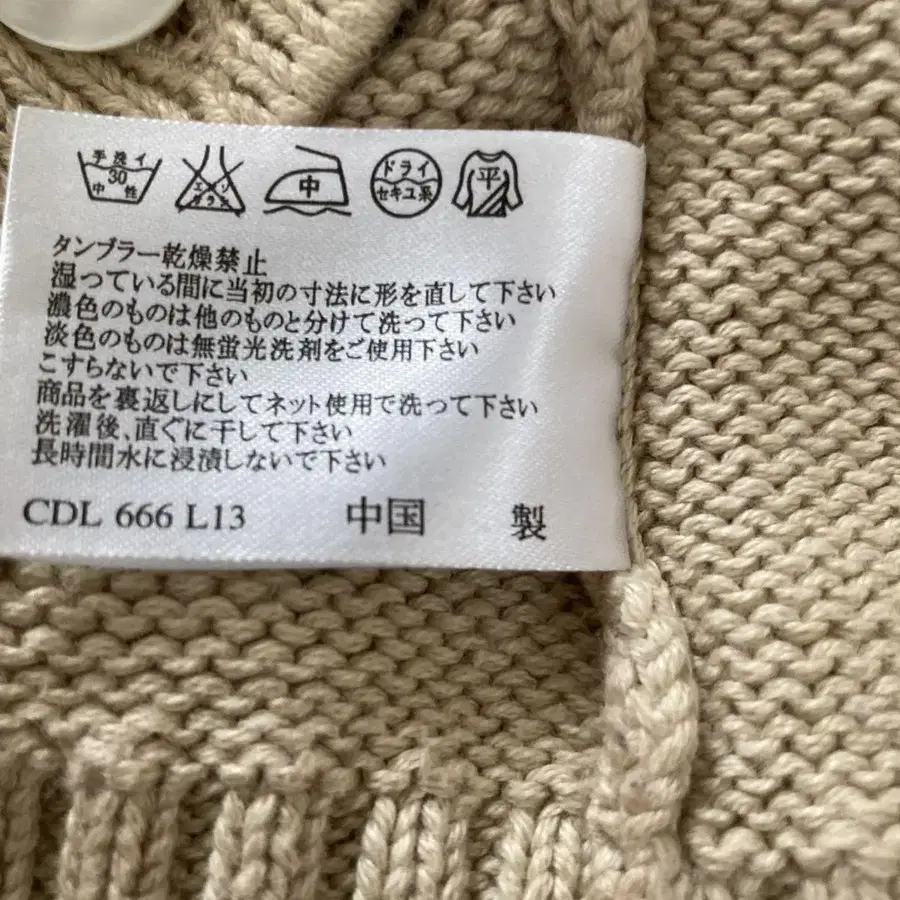 手洗イ 30 中性
エンソ サラシ
中
ドライ セキユ系
平
タンブラー乾燥禁止
湿っている間に当初の寸法に形を直して下さい
濃色のものは他のものと分けて洗って下さい
淡色のものは無蛍光洗剤をご使用下さい
こすらないで下さい
商品を裏返しにしてネット使用で洗って下さい
洗濯後、直ぐに干して下さい
長時間水に浸漬しないで下さい
CDL 666 L13 中国 製